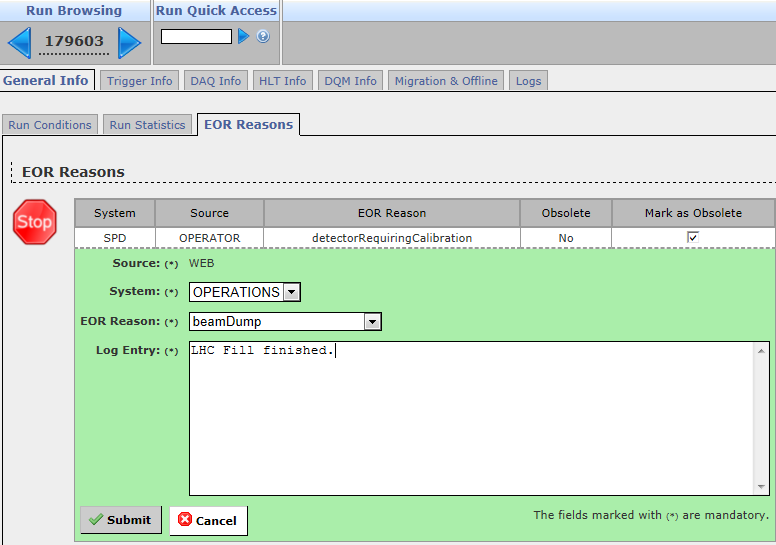 Run Browsing
Run Quick Access
179603
General Info
Trigger Info
DAQ Info
HLT Info
DQM Info
Migration & Offline
Logs
Run Conditions
Run Statistics
EOR Reasons
EOR Reasons
Stop
System Source EOR Reason Obsolete Mark as Obsolete
SPD OPERATOR detectorRequiringCalibration No
Source: (*) WEB
System: (*) OPERATIONS
EOR Reason: (*) beamDump
Log Entry: (*) LHC Fill finished.
Submit
Cancel
The fields marked with (*) are mandatory.